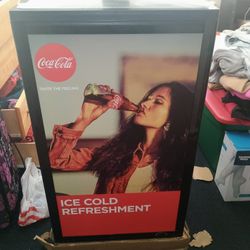 Coca-Cola
TASTE THE FEELING
ICE COLD
REFRESHMENT